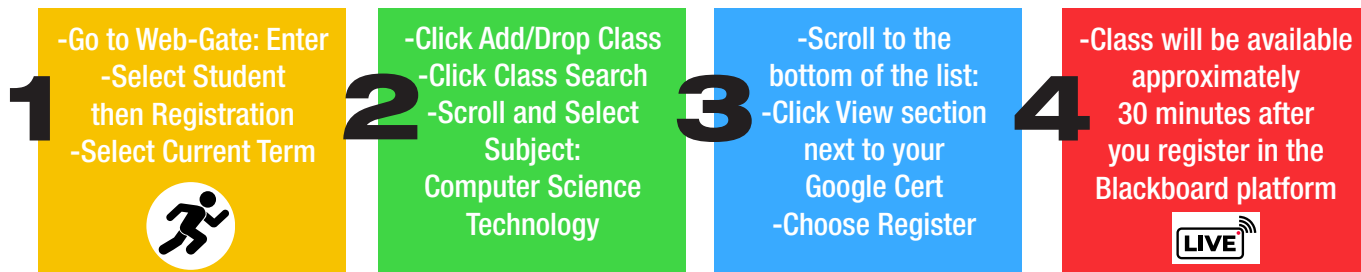 1
-Go to Web-Gate: Enter
-Select Student
then Registration
-Select Current Term
2
-Click Add/Drop Class
-Click Class Search
-Scroll and Select
Subject:
Computer Science
Technology
3
-Scroll to the
bottom of the list:
-Click View section
next to your
Google Cert
-Choose Register
4
-Class will be available
approximately
30 minutes after
you register in the
Blackboard platform
LIVE